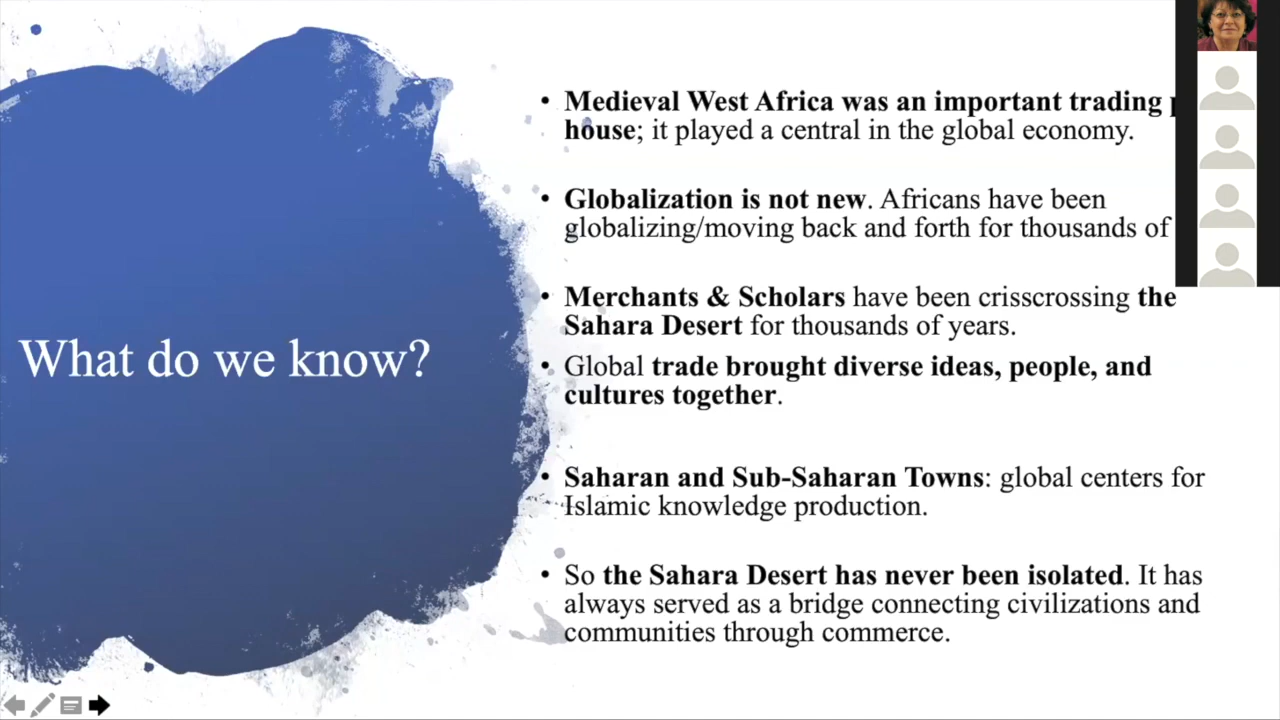 What do we know?
• Medieval West Africa was an important trading
house; it played a central in the global economy.
• Globalization is not new. Africans have been
globalizing/moving back and forth for thousands of
• Merchants & Scholars have been crisscrossing the
Sahara Desert for thousands of years.
• Global trade brought diverse ideas, people, and
cultures together.
• Saharan and Sub-Saharan Towns: global centers for
Islamic knowledge production.
• So the Sahara Desert has never been isolated. It has
always served as a bridge connecting civilizations and
communities through commerce.